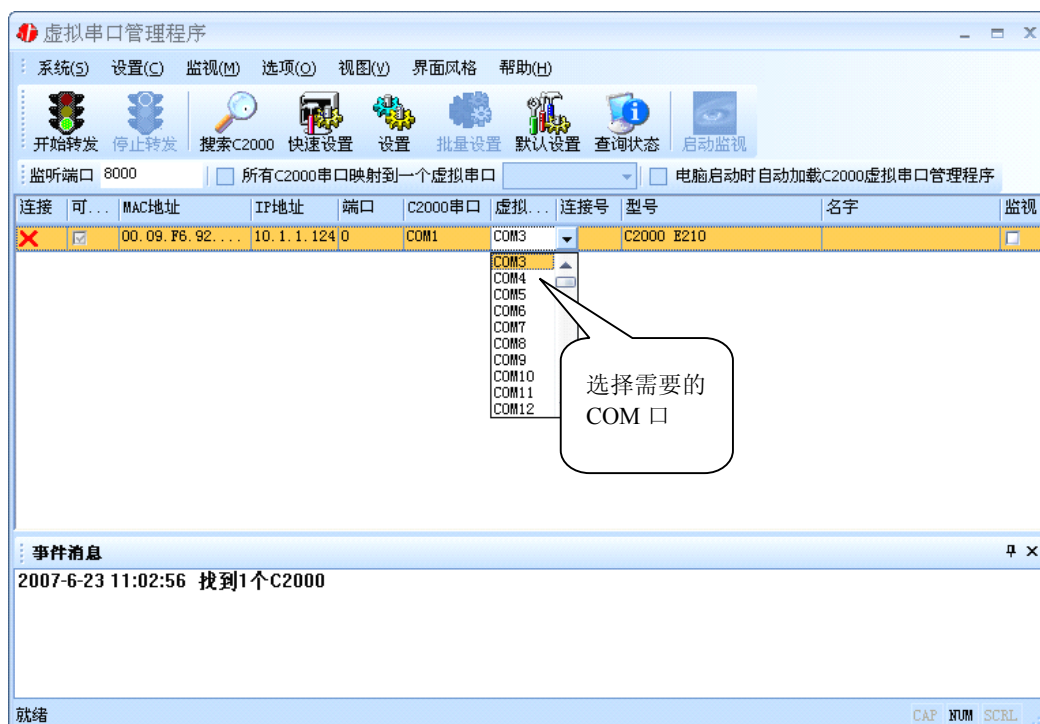 虚拟串口管理程序
系统(S) 设置(C) 监视(M) 选项(O) 视图(V) 界面风格 帮助(H)
开始转发 停止转发 搜索C2000 快速设置 设置 批量设置 默认设置 查询状态 启动监视
监听端口 8000 所有C2000串口映射到一个虚拟串口 电脑启动时自动加载C2000虚拟串口管理程序
连接 可... MAC地址 IP地址 端口 C2000串口 虚拟... 连接号 型号 名字 监视
00.09.F6.92.... 10.1.1.124 0 COM1 COM3 C2000 E210
COM3
COM4
COM5
COM6
COM7
COM8
COM9
COM10
COM11
COM12
选择需要的
COM 口
事件消息
2007-6-23 11:02:56 找到1个C2000
就绪 CAP NUM SCRL